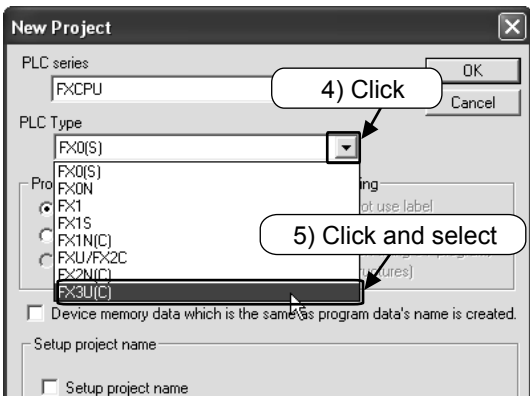 New Project
PLC series
OK
FXCPU
4) Click
Cancel
PLC Type
FX0(S)
FX0(S)
Pro
ing
FX0N
FX1
ot use label
FX1S
FX1N(C)
5) Click and select
FXU/FX2C
FX2N(C)
uctures)
FX3U(C)
Device memory data which is the same as program data's name is created.
Setup project name
Setup project name